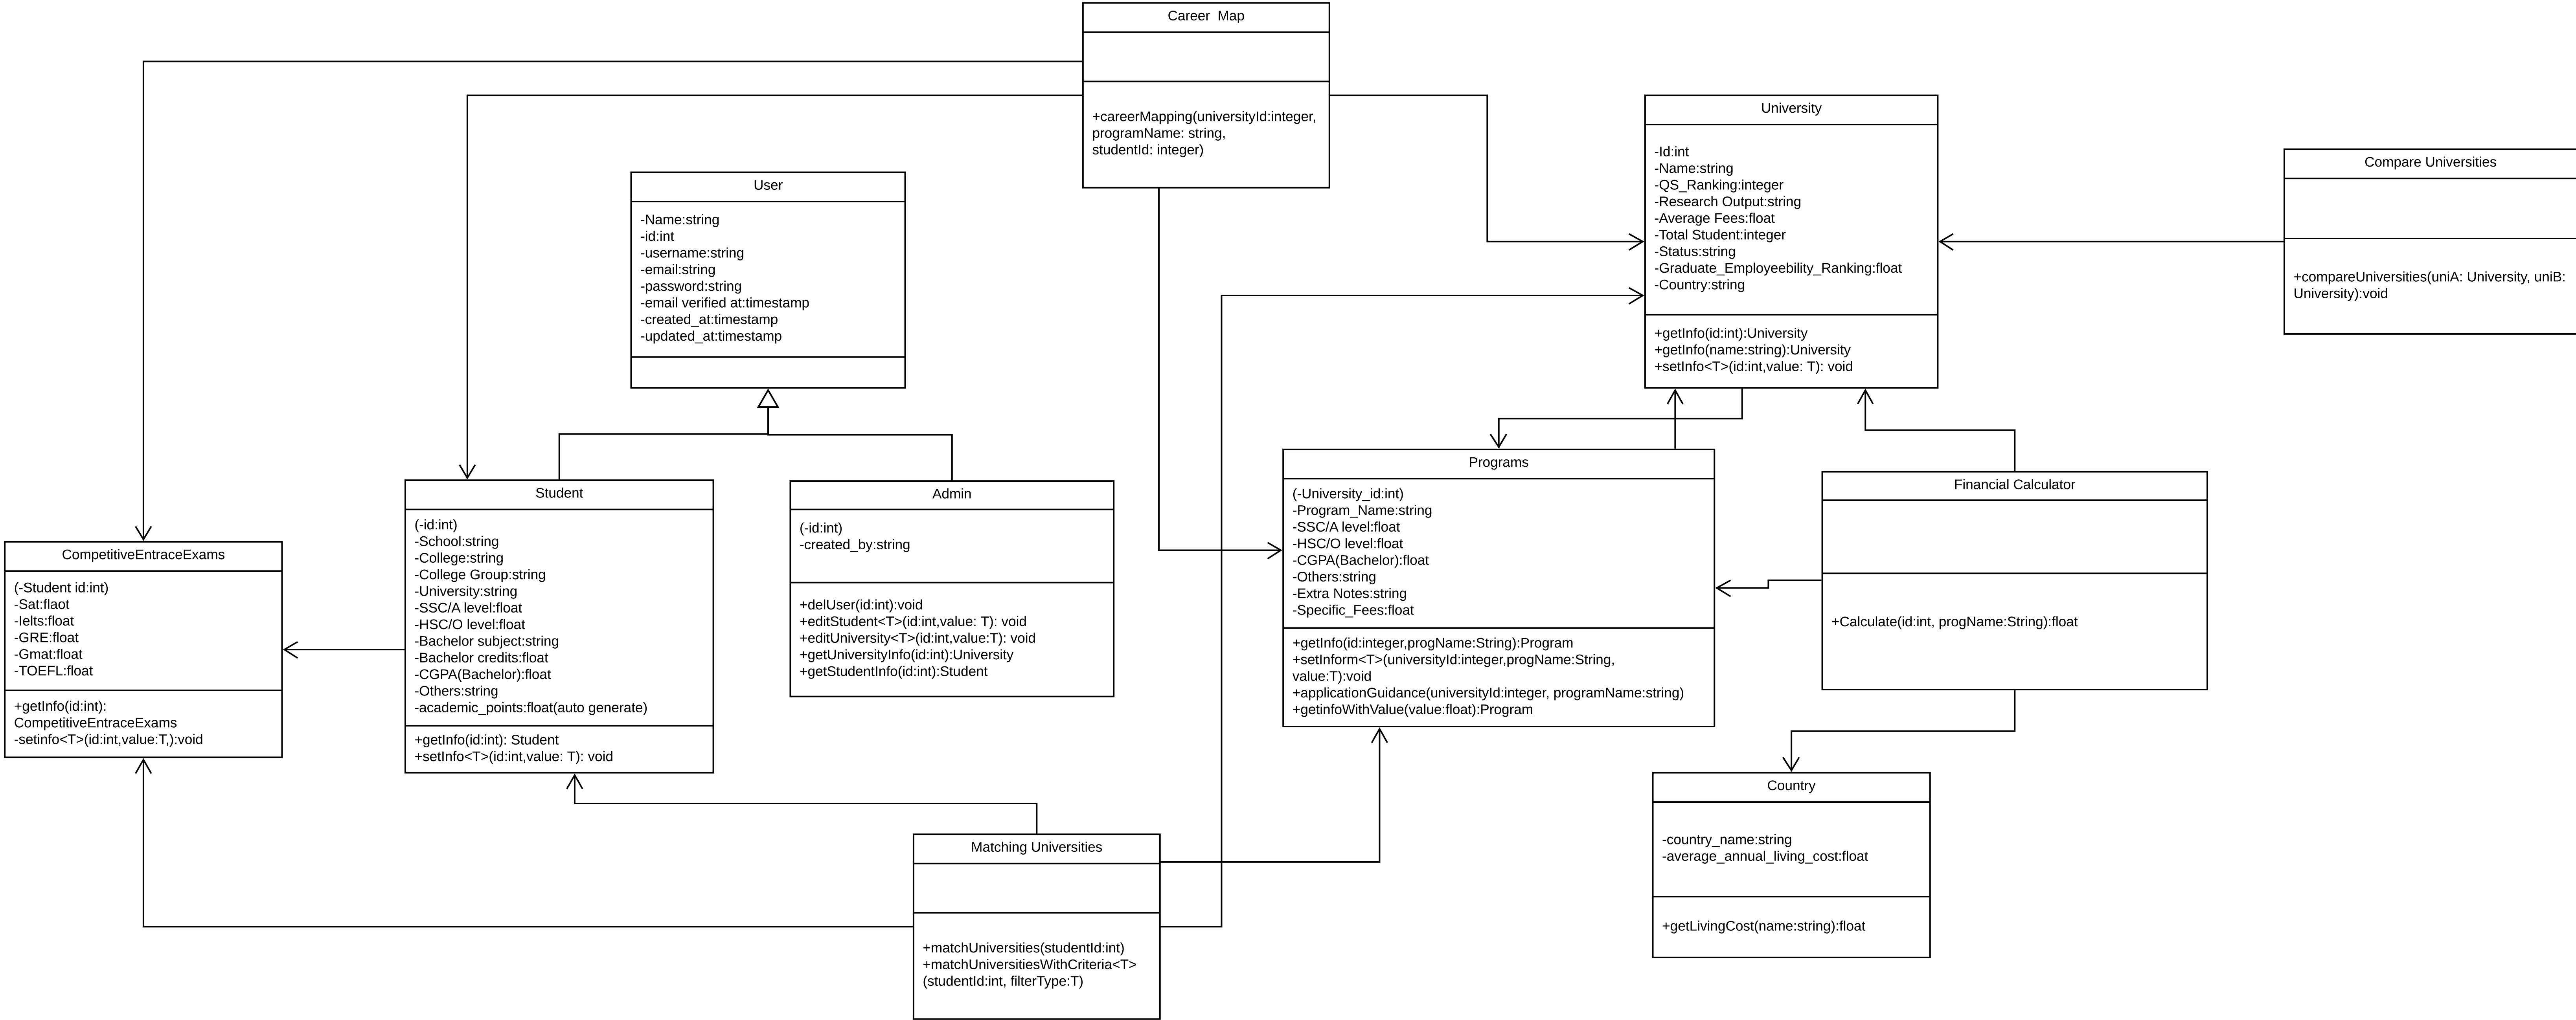 Career  Map
+careerMapping(universityId:integer,
programName: string,
studentId: integer)
University
-Id:int
-Name:string
-QS_Ranking:integer
-Research Output:string
-Average Fees:float
-Total Student:integer
-Status:string
-Graduate_Employeebility_Ranking:float
-Country:string
+getInfo(id:int):University
+getInfo(name:string):University
+setInfo<T>(id:int,value: T): void
Compare Universities
+compareUniversities(uniA: University, uniB:
University):void
User
-Name:string
-id:int
-username:string
-email:string
-password:string
-email verified at:timestamp
-created_at:timestamp
-updated_at:timestamp
CompetitiveEntraceExams
(-Student id:int)
-Sat:flaot
-Ielts:float
-GRE:float
-Gmat:float
-TOEFL:float
+getInfo(id:int):
CompetitiveEntraceExams
-setinfo<T>(id:int,value:T,):void
Student
(-id:int)
-School:string
-College:string
-College Group:string
-University:string
-SSC/A level:float
-HSC/O level:float
-Bachelor subject:string
-Bachelor credits:float
-CGPA(Bachelor):float
-Others:string
-academic_points:float(auto generate)
+getInfo(id:int): Student
+setInfo<T>(id:int,value: T): void
Admin
(-id:int)
-created_by:string
+delUser(id:int):void
+editStudent<T>(id:int,value: T): void
+editUniversity<T>(id:int,value:T): void
+getUniversityInfo(id:int):University
+getStudentInfo(id:int):Student
Programs
(-University_id:int)
-Program_Name:string
-SSC/A level:float
-HSC/O level:float
-CGPA(Bachelor):float
-Others:string
-Extra Notes:string
-Specific_Fees:float
+getInfo(id:integer,progName:String):Program
+setInform<T>(universityId:integer,progName:String,
value:T):void
+applicationGuidance(universityId:integer, programName:string)
+getinfoWithValue(value:float):Program
Financial Calculator
+Calculate(id:int, progName:String):float
Country
-country_name:string
-average_annual_living_cost:float
+getLivingCost(name:string):float
Matching Universities
+matchUniversities(studentId:int)
+matchUniversitiesWithCriteria<T>
(studentId:int, filterType:T)